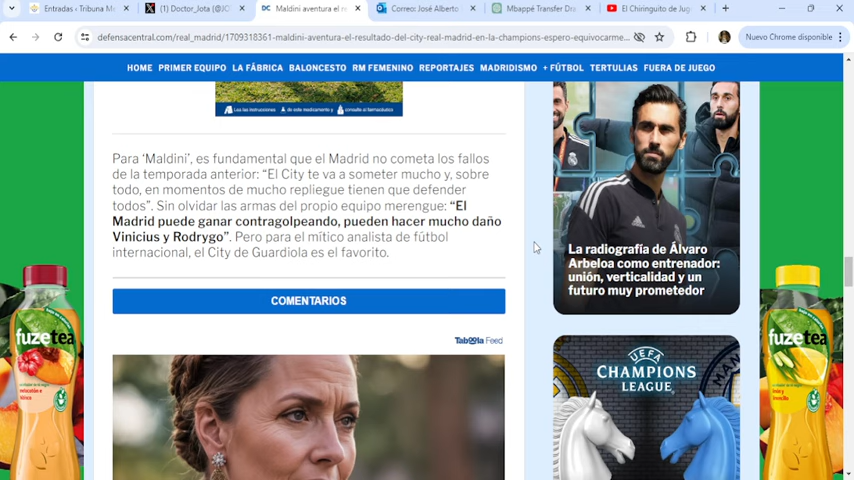 Entradas ‹ Tribuna M
(1) Doctor_Jota (@JO
Maldini aventura el re
Correo: José Alberto
Mbappé Transfer Dra
El Chiringuito de Jug
defensacentral.com/real_madrid/1709318361-maldini-aventura-el-resultado-del-city-real-madrid-en-la-champions-espero-equivocarme...
Nuevo Chrome disponible
HOME PRIMER EQUIPO LA FÁBRICA BALONCESTO RM FEMENINO REPORTAJES MADRIDISMO + FÚTBOL TERTULIAS FUERA DE JUEGO
Para ‘Maldini’, es fundamental que el Madrid no cometa los fallos
de la temporada anterior: “El City te va a someter mucho y, sobre
todo, en momentos de mucho repliegue tienen que defender
todos”. Sin olvidar las armas del propio equipo merengue: “El
Madrid puede ganar contragolpeando, pueden hacer mucho daño
Vinicius y Rodrygo”. Pero para el mítico analista de fútbol
internacional, el City de Guardiola es el favorito.
COMENTARIOS
Taboola Feed
La radiografía de Álvaro
Arbeloa como entrenador:
unión, verticalidad y un
futuro muy prometedor
UEFA
CHAMPIONS
LEAGUE
fuzetea
fuzetea